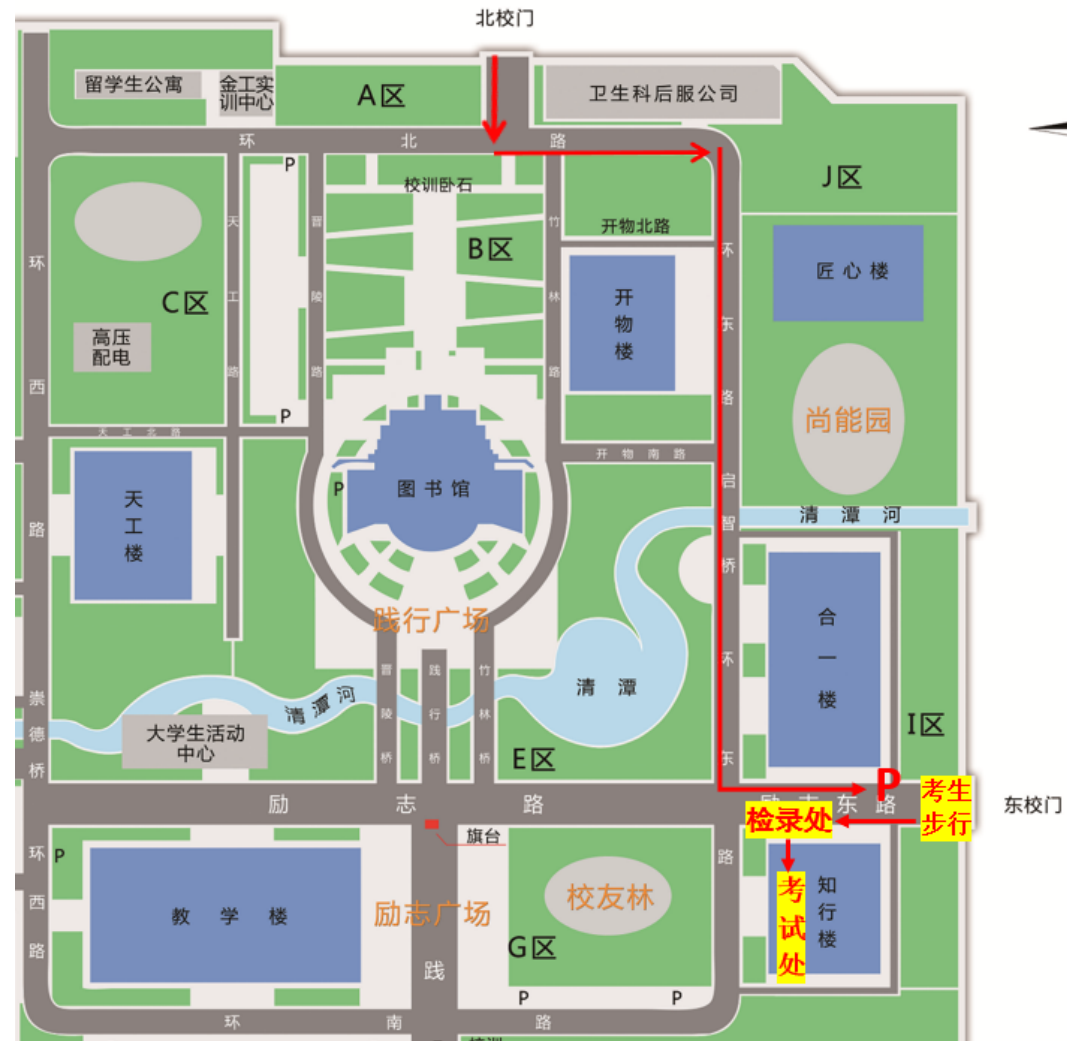 北校门
留学生公寓
金工实
训中心
A区
卫生科后服公司
环北路
P
校训卧石
J区
天工路
晋陵路
竹林路
开物北路
B区
环东路
匠心楼
环西路
C区
开物楼
高压
配电
P
尚能园
天工北路
开物南路
天工楼
P
图书馆
启智桥
清潭河
践行广场
合一楼
晋陵桥
践行桥
竹林桥
清潭
环东
清潭河
崇德桥
大学生活动
中心
E区
I区
P
考生
步行
励志路
励志东路
东校门
检录处
旗台
环西路
P
路
教学楼
励志广场
校友林
考试处
知行楼
G区
践
P
P
环南路
校训